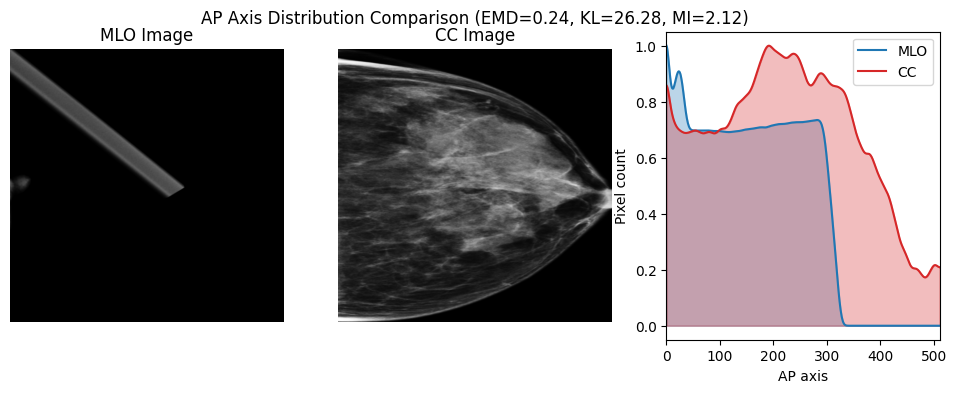 AP Axis Distribution Comparison (EMD=0.24, KL=26.28, MI=2.12)
MLO Image
CC Image
MLO
CC
Pixel count
1.0
0.8
0.6
0.4
0.2
0.0
0 100 200 300 400 500
AP axis